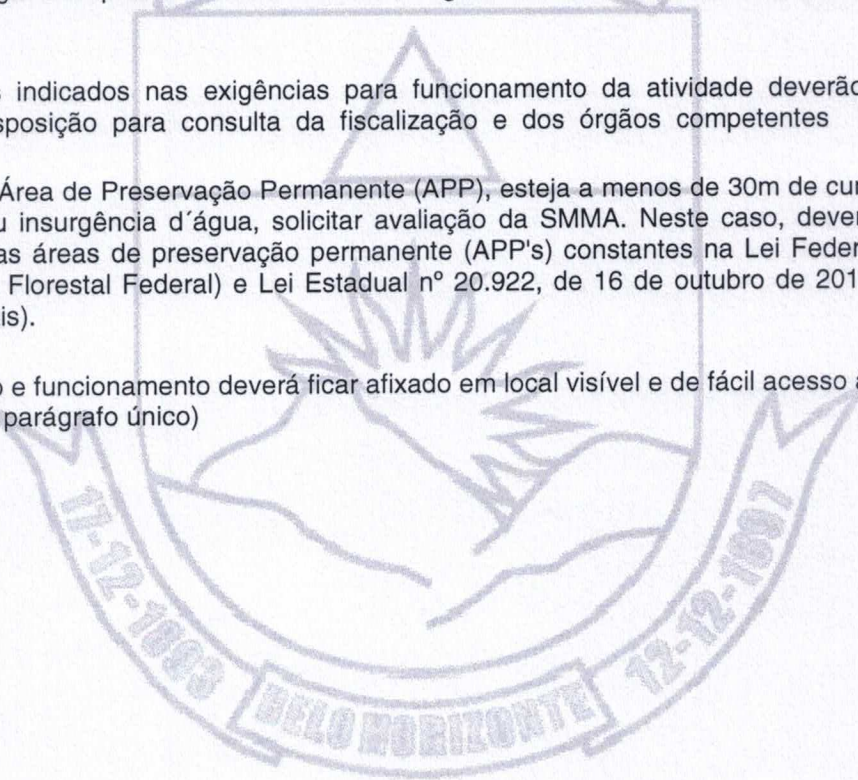 indicados nas exigências para funcionamento da atividade deverão
sposição para consulta da fiscalização e dos órgãos competentes
Área de Preservação Permanente (APP), esteja a menos de 30m de cur
u insurgência d´água, solicitar avaliação da SMMA. Neste caso, dever
as áreas de preservação permanente (APP's) constantes na Lei Feder
Florestal Federal) e Lei Estadual nº 20.922, de 16 de outubro de 201
is).
o e funcionamento deverá ficar afixado em local visível e de fácil acesso a
parágrafo único)
17-12-1893
12-12-1897
BELO HORIZONTE